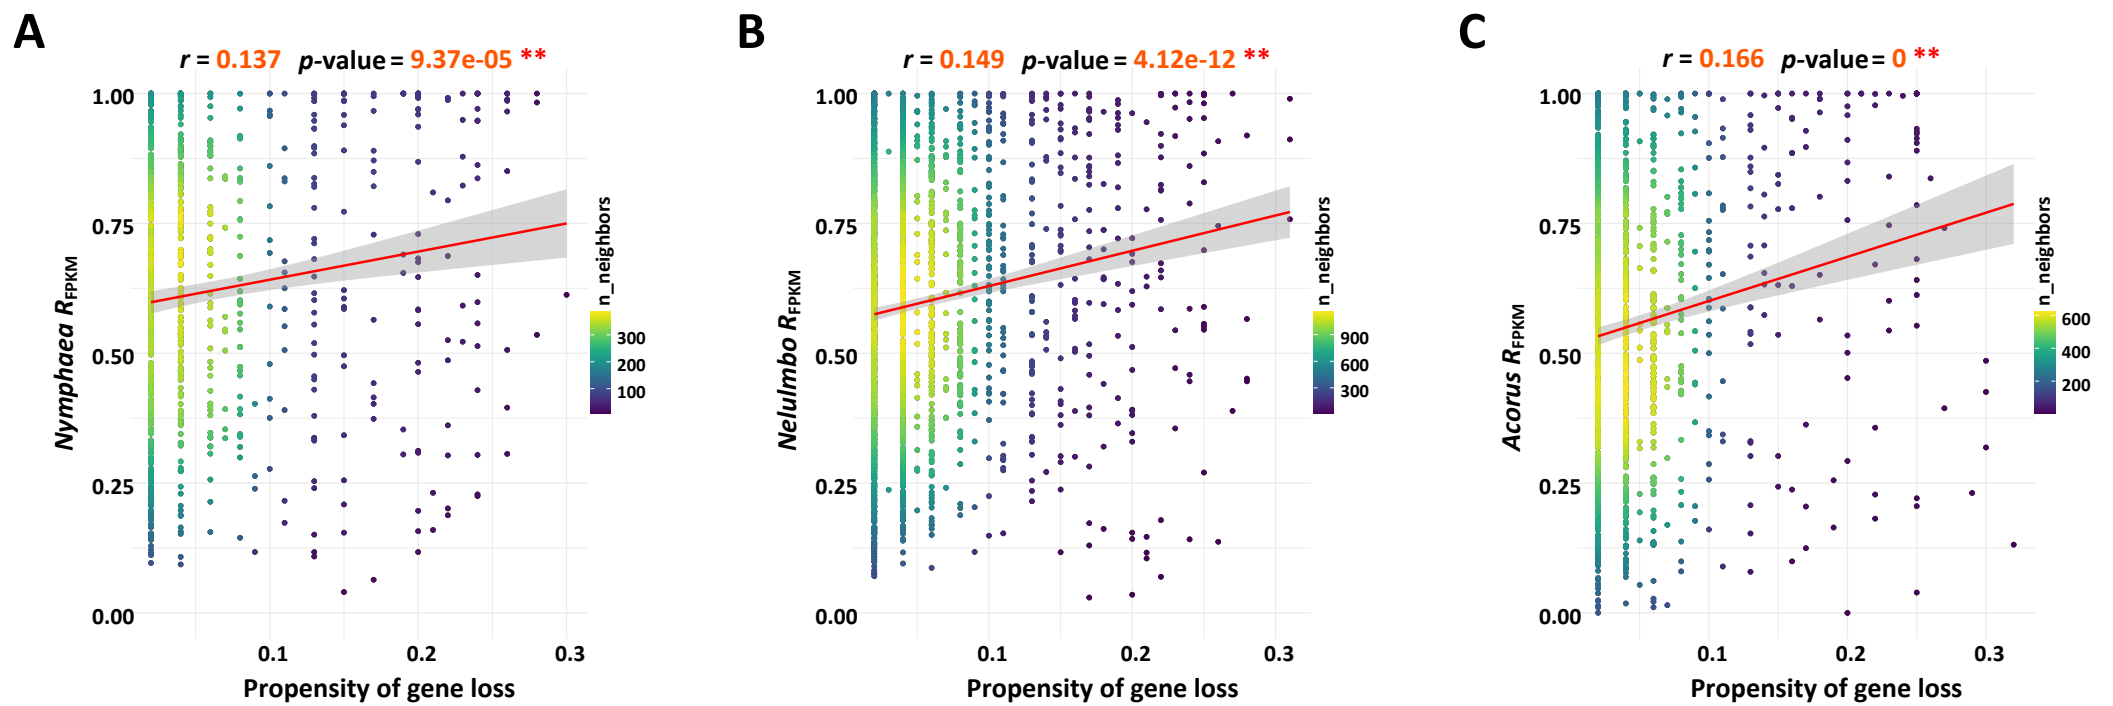 A
r = 0.137 p-value = 9.37e-05 **
1.00
0.75
0.50
0.25
0.00
Nymphaea RFPKM
0.1 0.2 0.3
Propensity of gene loss
n_neighbors
300
200
100
B
r = 0.149 p-value = 4.12e-12 **
1.00
0.75
0.50
0.25
0.00
Nelulmbo RFPKM
0.1 0.2 0.3
Propensity of gene loss
n_neighbors
900
600
300
C
r = 0.166 p-value = 0 **
1.00
0.75
0.50
0.25
0.00
Acorus RFPKM
0.1 0.2 0.3
Propensity of gene loss
n_neighbors
600
400
200